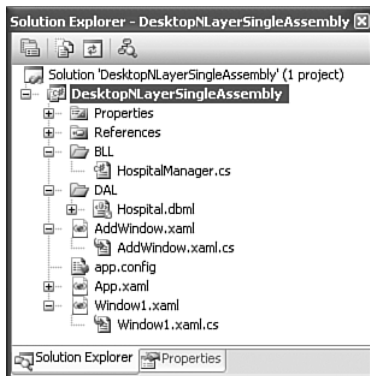 Solution Explorer - DesktopNLayerSingleAssembly
Solution 'DesktopNLayerSingleAssembly' (1 project)
DesktopNLayerSingleAssembly
Properties
References
BLL
HospitalManager.cs
DAL
Hospital.dbml
AddWindow.xaml
AddWindow.xaml.cs
app.config
App.xaml
Window1.xaml
Window1.xaml.cs
Solution Explorer Properties